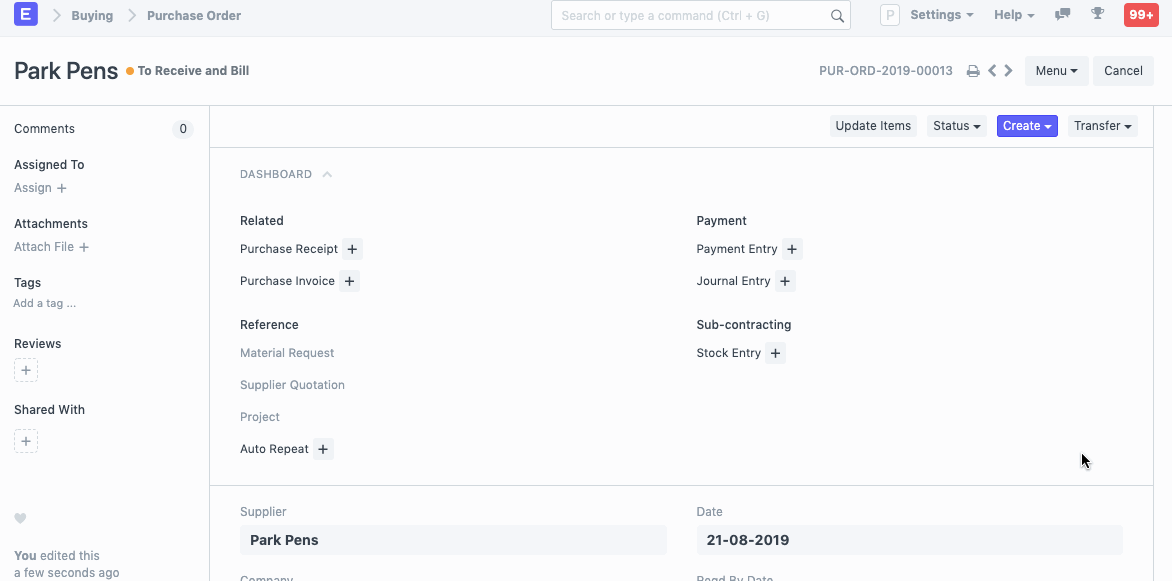 E Buying Purchase Order Search or type a command (Ctrl + G) P Settings Help 99+
Park Pens To Receive and Bill PUR-ORD-2019-00013 Menu Cancel
Update Items Status Create Transfer
Comments 0
Assigned To
Assign +
Attachments
Attach File +
Tags
Add a tag ...
Reviews
+
Shared With
+
You edited this
a few seconds ago
DASHBOARD
Related
Purchase Receipt +
Purchase Invoice +
Payment
Payment Entry +
Journal Entry +
Reference
Material Request
Supplier Quotation
Project
Auto Repeat +
Sub-contracting
Stock Entry +
Supplier
Park Pens
Date
21-08-2019
Company
Reqd By Date